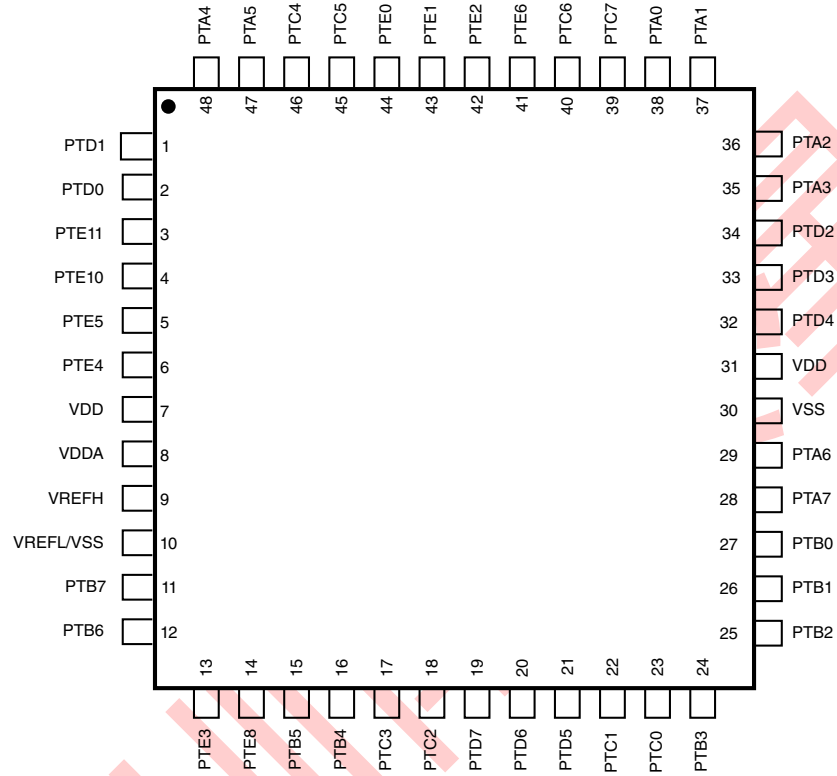 PTA4 PTA5 PTC4 PTC5 PTE0 PTE1 PTE2 PTE6 PTC6 PTC7 PTA0 PTA1
48 47 46 45 44 43 42 41 40 39 38 37
PTD1 1 36 PTA2
PTD0 2 35 PTA3
PTE11 3 34 PTD2
PTE10 4 33 PTD3
PTE5 5 32 PTD4
PTE4 6 31 VDD
VDD 7 30 VSS
VDDA 8 29 PTA6
VREFH 9 28 PTA7
VREFL/VSS 10 27 PTB0
PTB7 11 26 PTB1
PTB6 12 25 PTB2
13 14 15 16 17 18 19 20 21 22 23 24
PTE3 PTE8 PTB5 PTB4 PTC3 PTC2 PTD7 PTD6 PTD5 PTC1 PTC0 PTB3